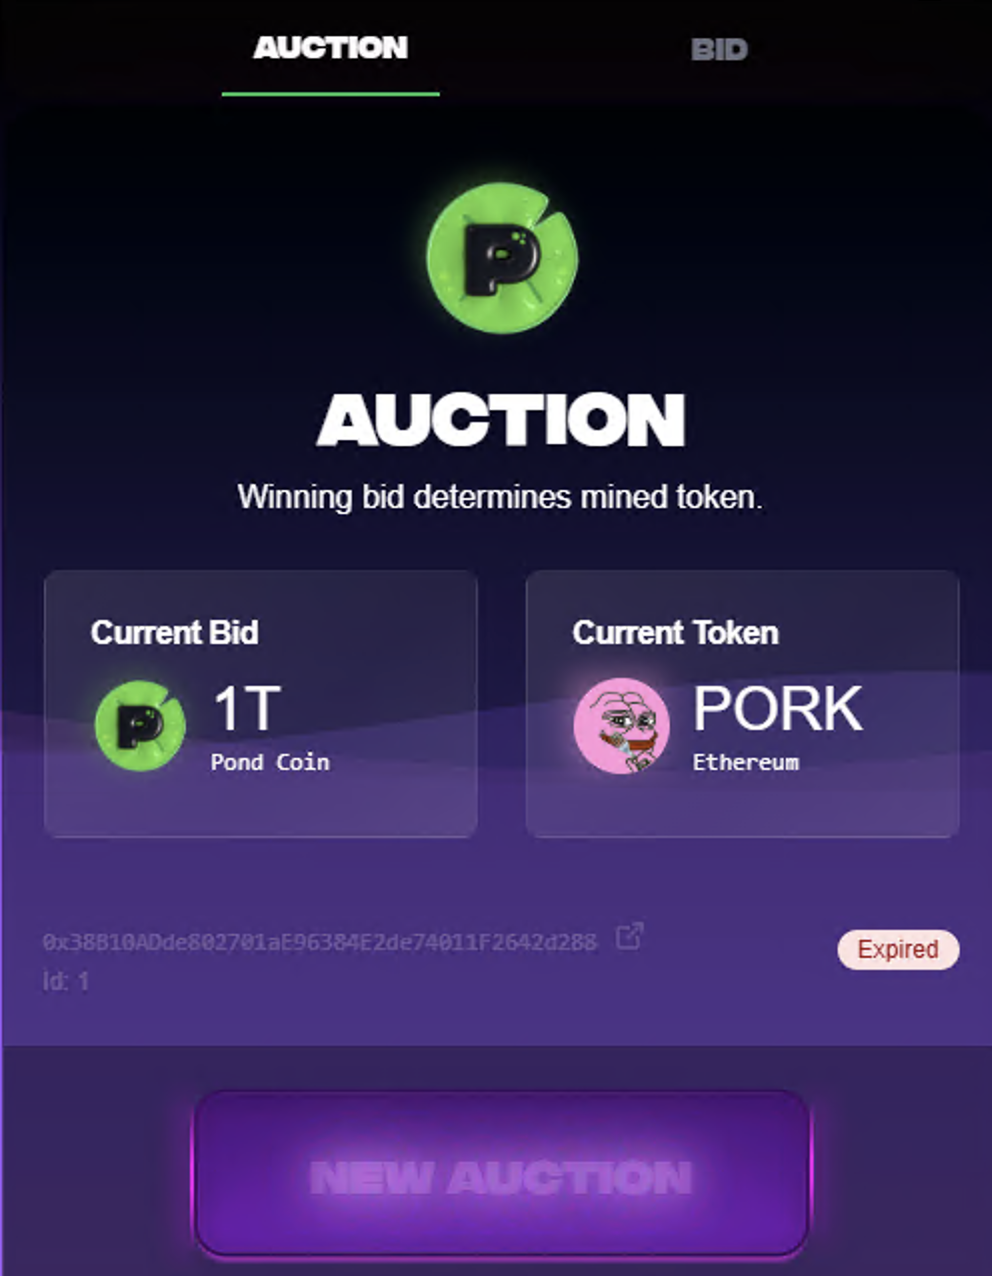 AUCTION BID
P
AUCTION
Winning bid determines mined token.
Current Bid
P 1T
Pond Coin
Current Token
PORK
Ethereum
0x38B10ADde802701aE96384E2de74011F2642d288
Id: 1
Expired
NEW AUCTION